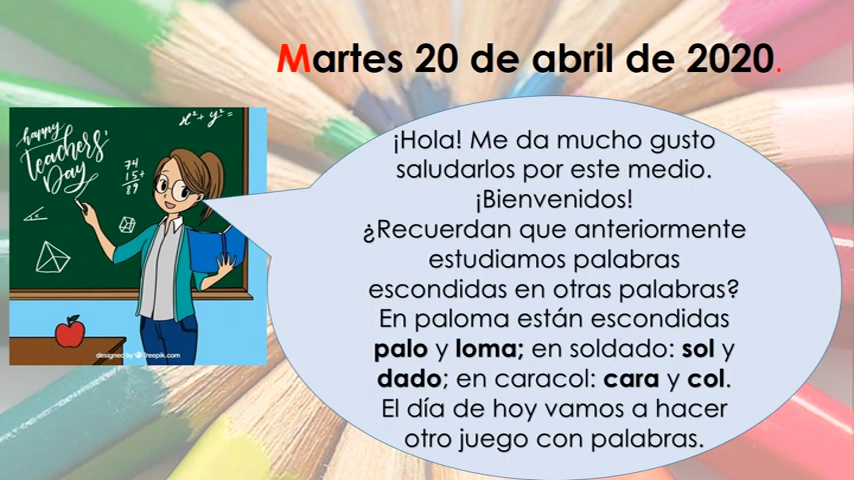 Martes 20 de abril de 2020.
happy
teachers'
Day
x² + y² =
74
15+
89
designed by freepik.com
¡Hola! Me da mucho gusto
saludarlos por este medio.
¡Bienvenidos!
¿Recuerdan que anteriormente
estudiamos palabras
escondidas en otras palabras?
En paloma están escondidas
palo y loma; en soldado: sol y
dado; en caracol: cara y col.
El día de hoy vamos a hacer
otro juego con palabras.